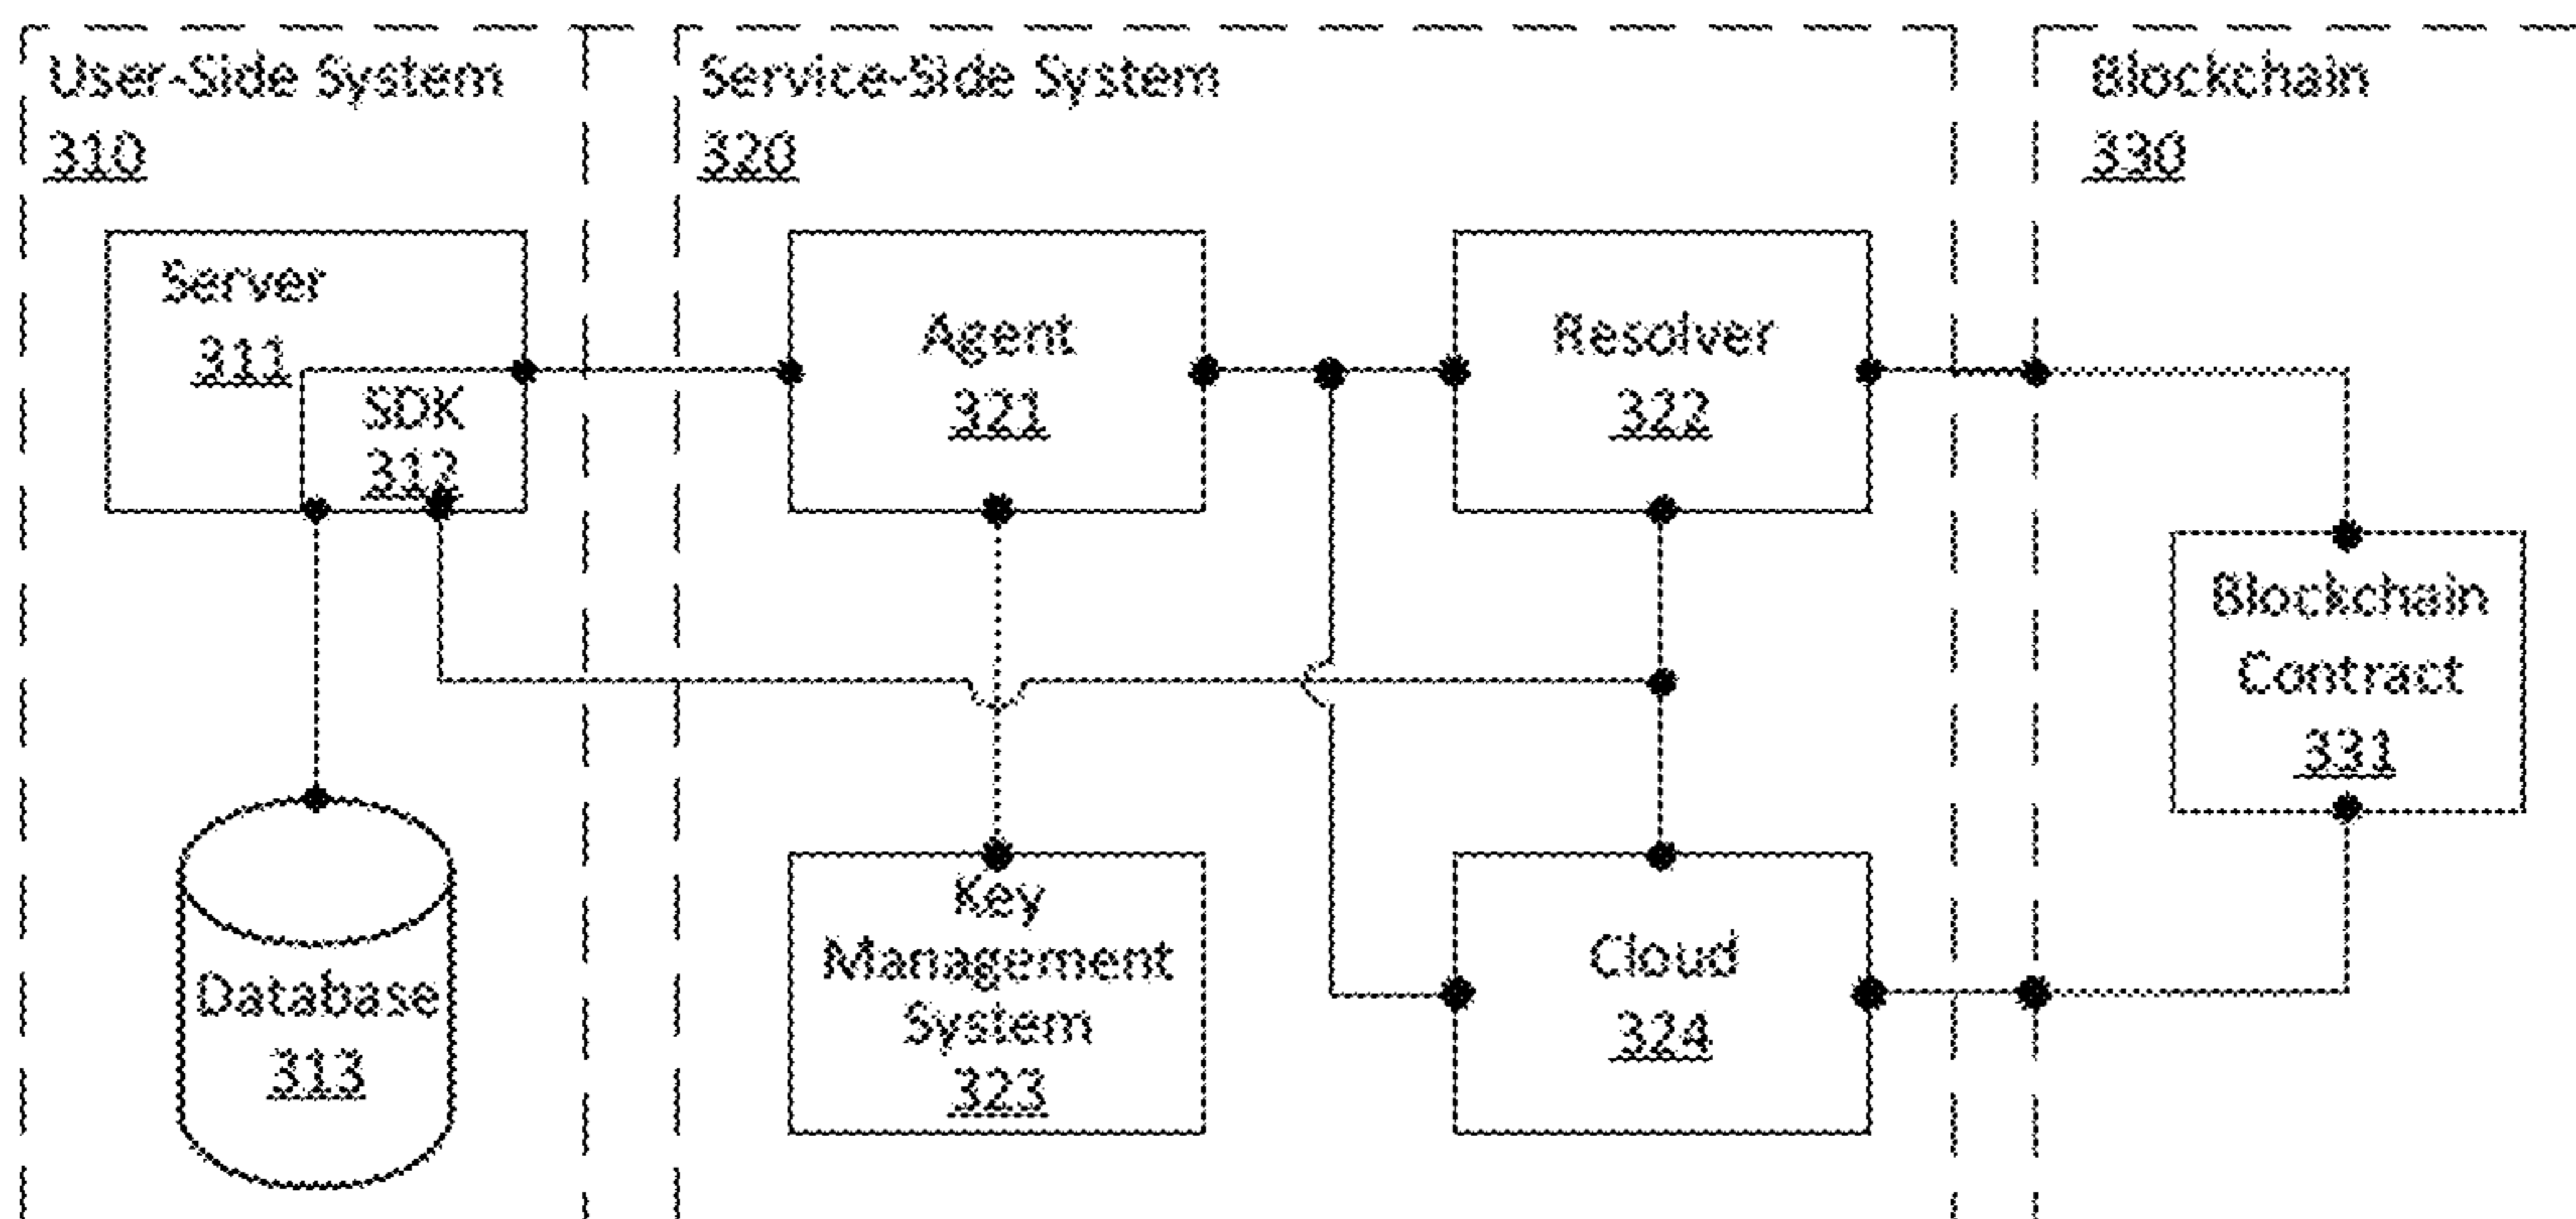 User-Side System
310
Service-Side System
320
Blockchain
330
Server
311
SDK
312
Agent
321
Resolver
322
Blockchain
Contract
331
Database
313
Key
Management
System
323
Cloud
324